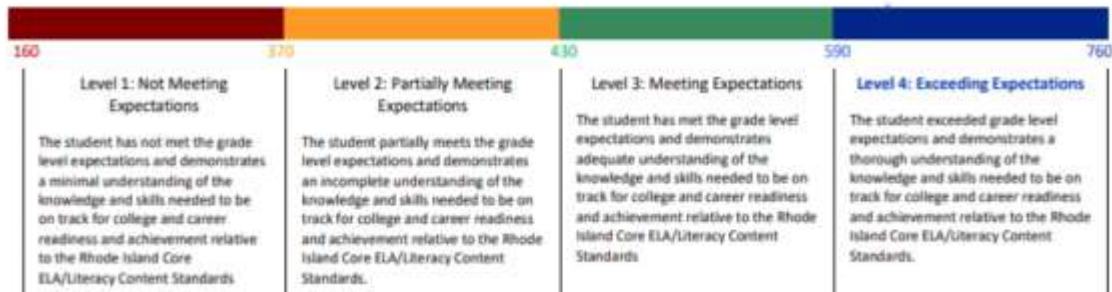 160 370 430 590 760
Level 1: Not Meeting
Expectations
The student has not met the grade
level expectations and demonstrates
a minimal understanding of the
knowledge and skills needed to be
on track for college and career
readiness and achievement relative
to the Rhode Island Core
ELA/Literacy Content Standards
Level 2: Partially Meeting
Expectations
The student partially meets the grade
level expectations and demonstrates
an incomplete understanding of the
knowledge and skills needed to be on
track for college and career readiness
and achievement relative to the Rhode
Island Core ELA/Literacy Content
Standards.
Level 3: Meeting Expectations
The student has met the grade level
expectations and demonstrates
adequate understanding of the
knowledge and skills needed to be on
track for college and career readiness
and achievement relative to the Rhode
Island Core ELA/Literacy Content
Standards
Level 4: Exceeding Expectations
The student exceeded grade level
expectations and demonstrates a
thorough understanding of the
knowledge and skills needed to be on
track for college and career readiness
and achievement relative to the Rhode
Island Core ELA/Literacy Content
Standards.